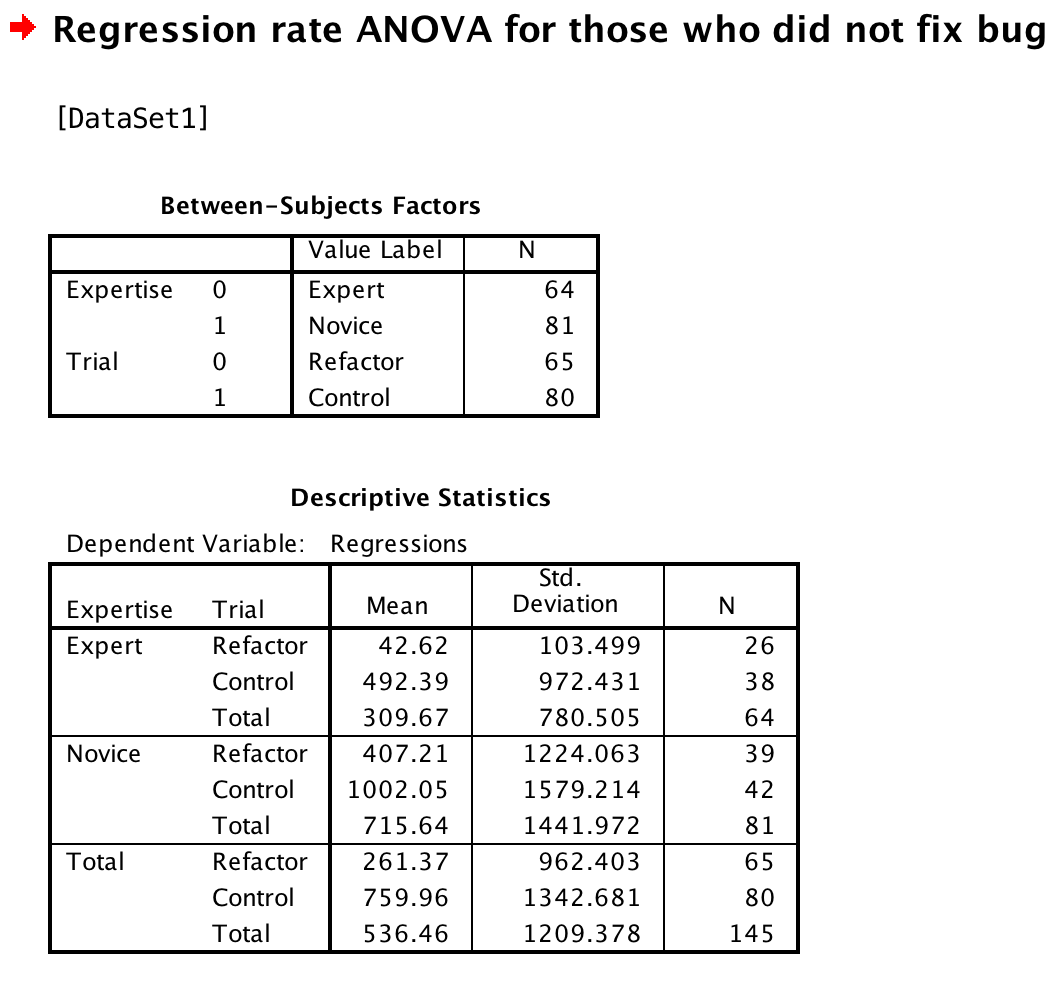 Regression rate ANOVA for those who did not fix bug
[DataSet1]
Between-Subjects Factors
Value Label N
Expertise 0 Expert 64
1 Novice 81
Trial 0 Refactor 65
1 Control 80
Descriptive Statistics
Dependent Variable: Regressions
Expertise Trial Mean Std. Deviation N
Expert Refactor 42.62 103.499 26
Control 492.39 972.431 38
Total 309.67 780.505 64
Novice Refactor 407.21 1224.063 39
Control 1002.05 1579.214 42
Total 715.64 1441.972 81
Total Refactor 261.37 962.403 65
Control 759.96 1342.681 80
Total 536.46 1209.378 145